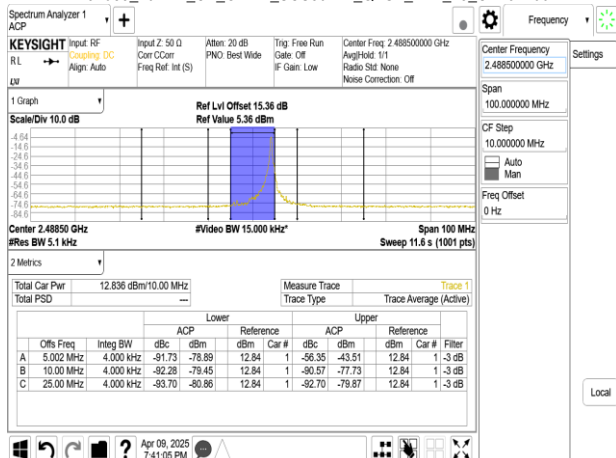 Spectrum Analyzer 1
ACP
Frequency
KEYSIGHT
RL
LXI
Input: RF
Coupling: DC
Align: Auto
Input Z: 50 Ω
Corr CCorr
Freq Ref: Int (S)
Atten: 20 dB
PNO: Best Wide
Trig: Free Run
Gate: Off
IF Gain: Low
Center Freq: 2.488500000 GHz
Avg|Hold: 1/1
Radio Std: None
Noise Correction: Off
Center Frequency
2.488500000 GHz
Settings
Span
100.000000 MHz
CF Step
10.000000 MHz
Auto
Man
Freq Offset
0 Hz
Local
1 Graph
Scale/Div 10.0 dB
Ref Lvl Offset 15.36 dB
Ref Value 5.36 dBm
-4.64
-14.6
-24.6
-34.6
-44.6
-54.6
-64.6
-74.6
-84.6
Center 2.48850 GHz #Video BW 15.000 kHz* Span 100 MHz
#Res BW 5.1 kHz Sweep 11.6 s (1001 pts)
2 Metrics
Total Car Pwr 12.836 dBm/10.00 MHz Measure Trace Trace 1
Total PSD --- Trace Type Trace Average (Active)
Lower Upper
ACP Reference ACP Reference
Offs Freq Integ BW dBc dBm dBm Car # dBc dBm dBm Car # Filter
A 5.002 MHz 4.000 kHz -91.73 -78.89 12.84 1 -56.35 -43.51 12.84 1 -3 dB
B 10.00 MHz 4.000 kHz -92.28 -79.45 12.84 1 -90.57 -77.73 12.84 1 -3 dB
C 25.00 MHz 4.000 kHz -93.70 -80.86 12.84 1 -92.70 -79.87 12.84 1 -3 dB
Apr 09, 2025
7:41:05 PM